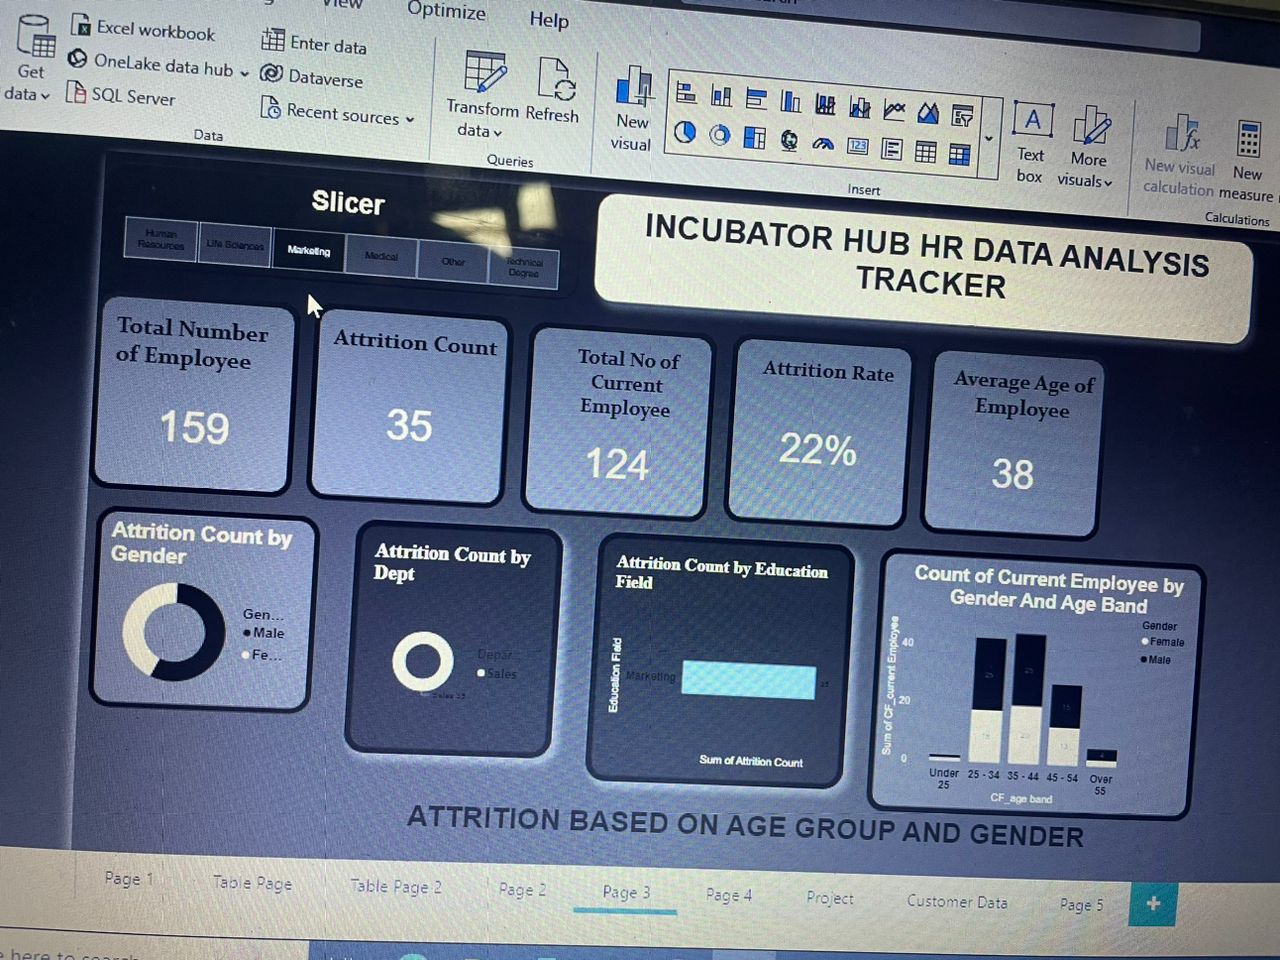 View
Optimize
Help
Get
data
Excel workbook
OneLake data hub
SQL Server
Enter data
Dataverse
Recent sources
Data
Transform
data
Refresh
Queries
New
visual
123
Insert
A
Text
box
More
visuals
New visual
calculation
New
measure
Calculations
Slicer
Human
Resources
Life Sciences
Marketing
Medical
Other
Technical
Degree
INCUBATOR HUB HR DATA ANALYSIS
TRACKER
Total Number
of Employee
159
Attrition Count
35
Total No of
Current
Employee
124
Attrition Rate
22%
Average Age of
Employee
38
Attrition Count by
Gender
Gen...
Male
Fe...
Attrition Count by
Dept
Depar...
Sales
Sales 35
Attrition Count by Education
Field
Education Field
Marketing
35
Sum of Attrition Count
Count of Current Employee by
Gender And Age Band
Gender
Female
Male
Sum of CF_current Employee
40
20
0
Under
25
25 - 34
35 - 44
45 - 54
Over
55
CF_age band
ATTRITION BASED ON AGE GROUP AND GENDER
Page 1
Table Page
Table Page 2
Page 2
Page 3
Page 4
Project
Customer Data
Page 5
+
here to search